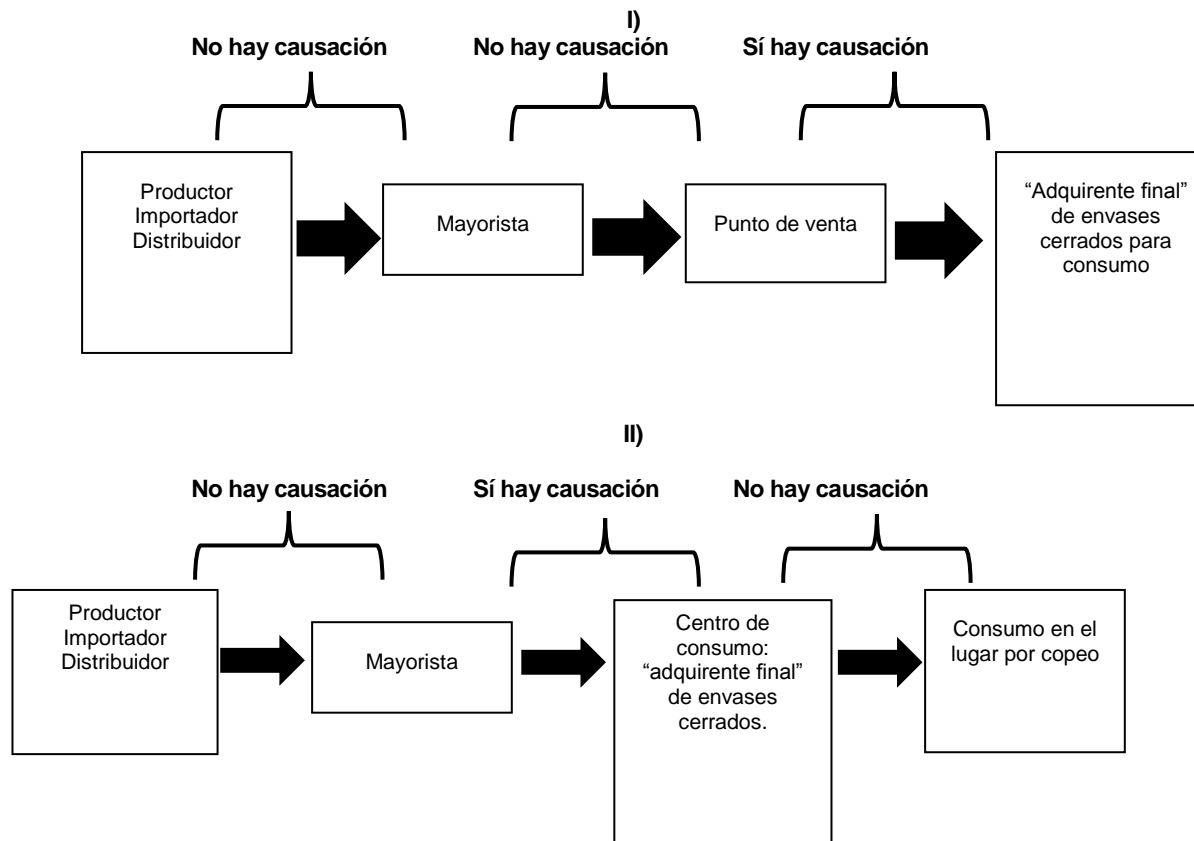 I)
No hay causación
No hay causación
Sí hay causación
Productor
Importador
Distribuidor
Mayorista
Punto de venta
“Adquirente final”
de envases
cerrados para
consumo
II)
No hay causación
Sí hay causación
No hay causación
Productor
Importador
Distribuidor
Mayorista
Centro de
consumo:
“adquirente final”
de envases
cerrados.
Consumo en el
lugar por copeo